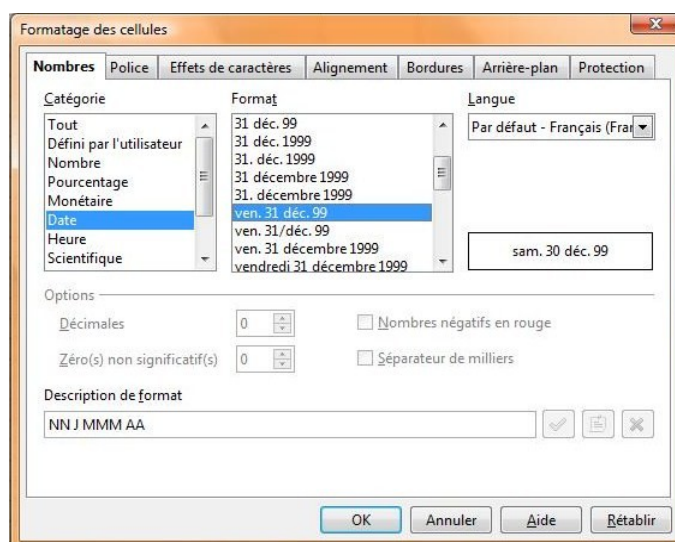 Formatage des cellules
Nombres Police Effets de caractères Alignement Bordures Arrière-plan Protection
Catégorie Format Langue
Tout
Défini par l'utilisateur
Nombre
Pourcentage
Monétaire
Date
Heure
Scientifique
31 déc. 99
31 déc. 1999
31. déc. 1999
31 décembre 1999
31. décembre 1999
ven. 31 déc. 99
ven. 31/déc. 99
ven. 31 décembre 1999
vendredi 31 décembre 1999
Par défaut - Français (Fran
sam. 30 déc. 99
Options
Décimales 0 Nombres négatifs en rouge
Zéro(s) non significatif(s) 0 Séparateur de milliers
Description de format
NN J MMM AA
OK Annuler Aide Rétablir